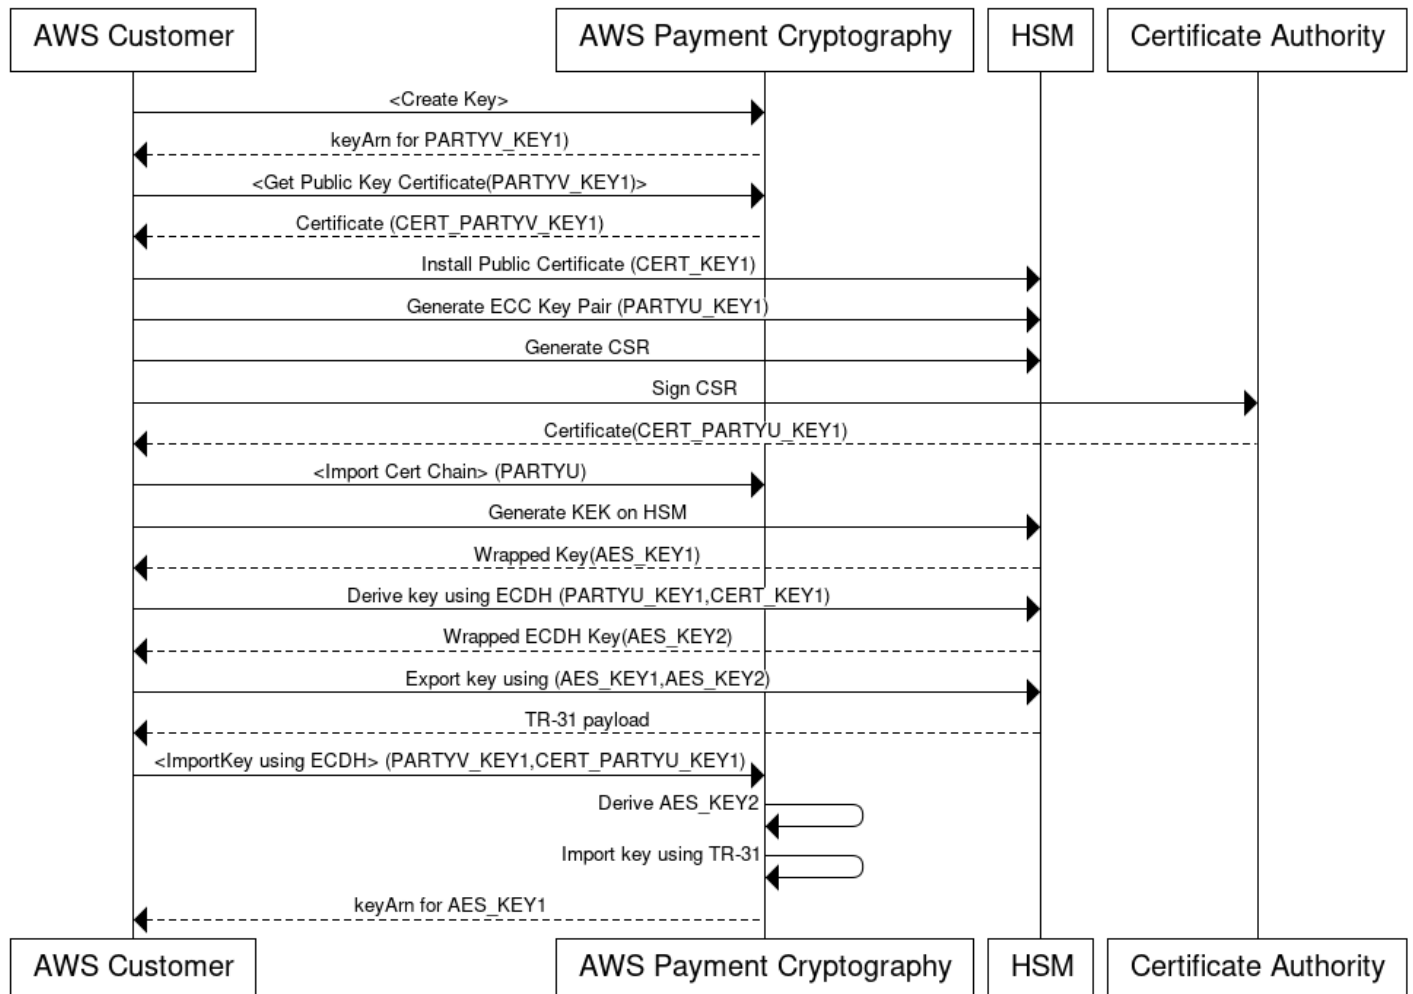 AWS Customer
AWS Payment Cryptography
HSM
Certificate Authority
<Create Key>
keyArn for PARTYV_KEY1)
<Get Public Key Certificate(PARTYV_KEY1)>
Certificate (CERT_PARTYV_KEY1)
Install Public Certificate (CERT_KEY1)
Generate ECC Key Pair (PARTYU_KEY1)
Generate CSR
Sign CSR
Certificate(CERT_PARTYU_KEY1)
<Import Cert Chain> (PARTYU)
Generate KEK on HSM
Wrapped Key(AES_KEY1)
Derive key using ECDH (PARTYU_KEY1,CERT_KEY1)
Wrapped ECDH Key(AES_KEY2)
Export key using (AES_KEY1,AES_KEY2)
TR-31 payload
<ImportKey using ECDH> (PARTYV_KEY1,CERT_PARTYU_KEY1)
Derive AES_KEY2
Import key using TR-31
keyArn for AES_KEY1
AWS Customer
AWS Payment Cryptography
HSM
Certificate Authority